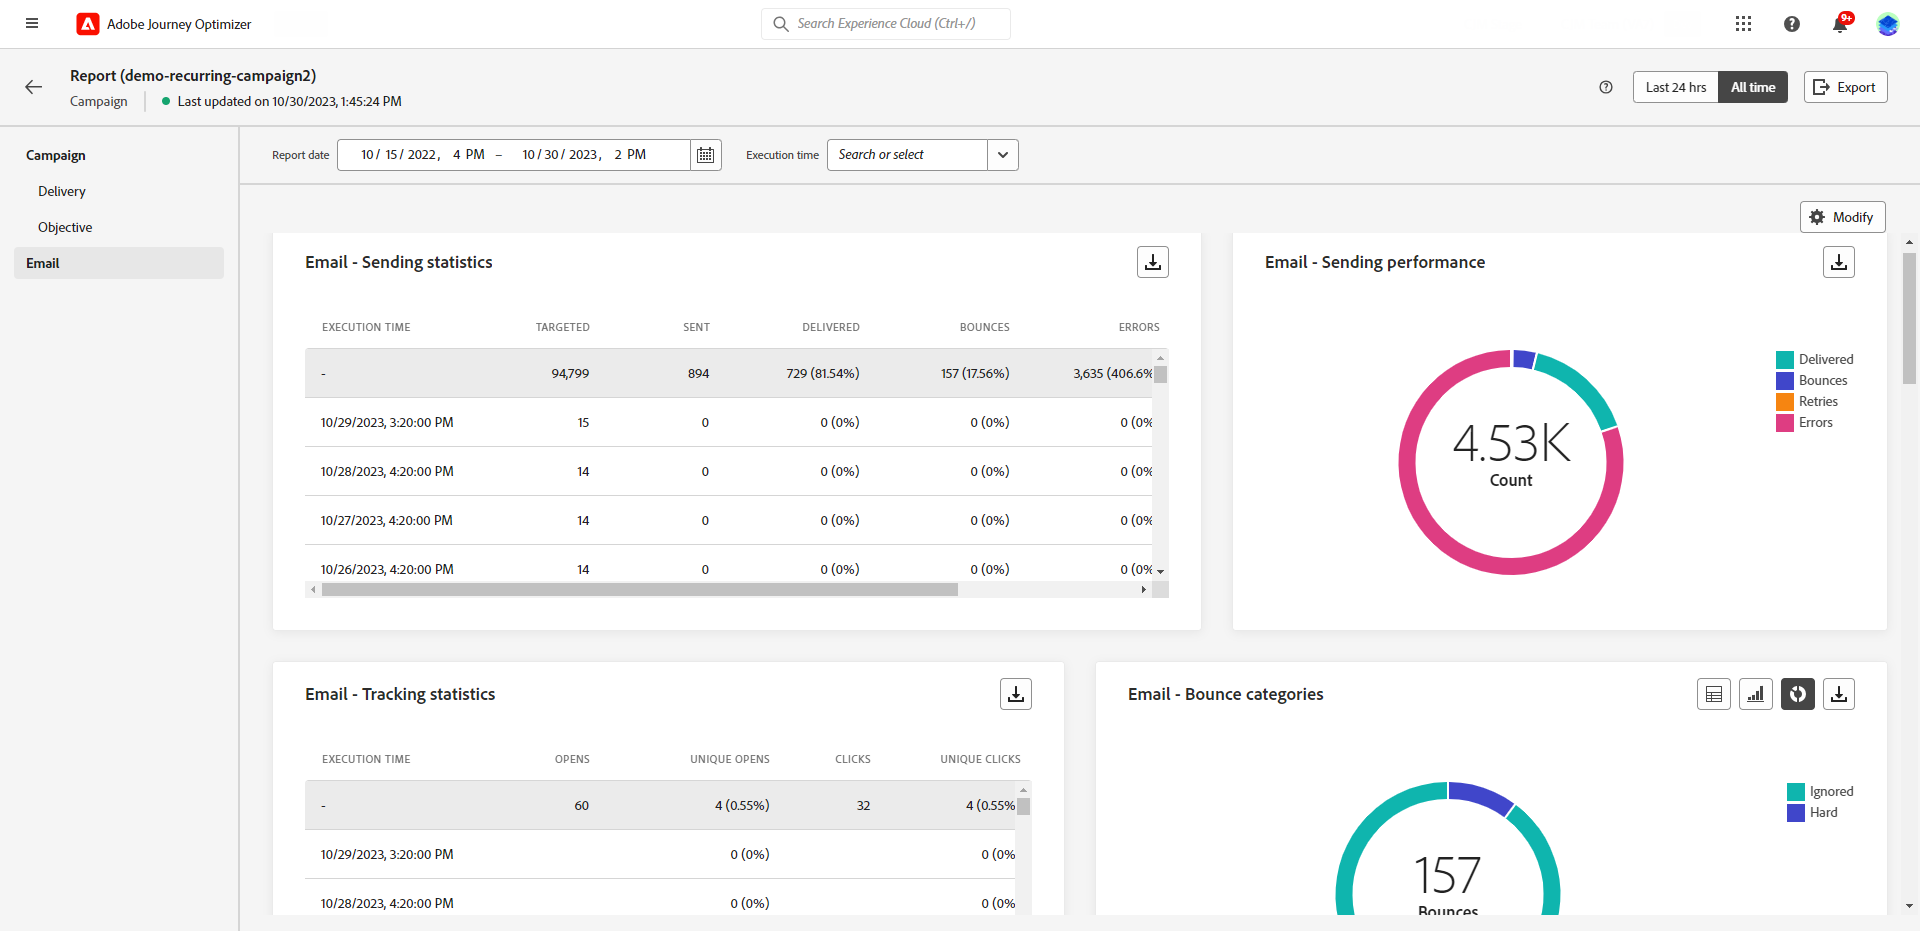 Adobe Journey Optimizer
Search Experience Cloud (Ctrl+/)
9+
Report (demo-recurring-campaign2)
Campaign
Last updated on 10/30/2023, 1:45:24 PM
Last 24 hrs
All time
Export
Campaign
Delivery
Objective
Email
Report date
10/ 15/ 2022, 4 PM – 10/ 30/ 2023, 2 PM
Execution time
Search or select
Modify
Email - Sending statistics
EXECUTION TIME TARGETED SENT DELIVERED BOUNCES ERRORS
- 94,799 894 729 (81.54%) 157 (17.56%) 3,635 (406.6%
10/29/2023, 3:20:00 PM 15 0 0 (0%) 0 (0%) 0 (0%
10/28/2023, 4:20:00 PM 14 0 0 (0%) 0 (0%) 0 (0%
10/27/2023, 4:20:00 PM 14 0 0 (0%) 0 (0%) 0 (0%
10/26/2023, 4:20:00 PM 14 0 0 (0%) 0 (0%) 0 (0%
Email - Sending performance
4.53K
Count
Delivered
Bounces
Retries
Errors
Email - Tracking statistics
EXECUTION TIME OPENS UNIQUE OPENS CLICKS UNIQUE CLICKS
- 60 4 (0.55%) 32 4 (0.55%
10/29/2023, 3:20:00 PM 0 (0%) 0 (0%
10/28/2023, 4:20:00 PM 0 (0%) 0 (0%
Email - Bounce categories
157
Bounces
Ignored
Hard